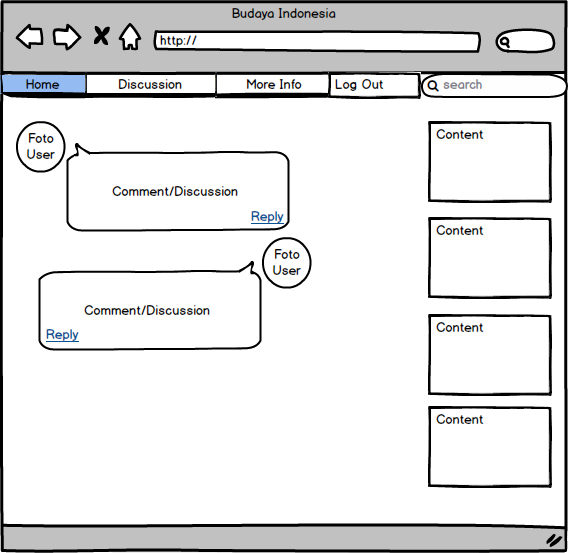 Budaya Indonesia
http://
Home
Discussion
More Info
Log Out
search
Foto
User
Comment/Discussion
Reply
Foto
User
Comment/Discussion
Reply
Content
Content
Content
Content